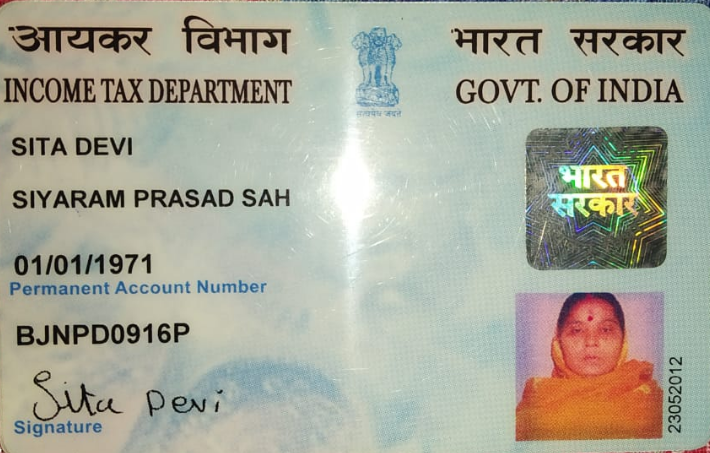 आयकर विभाग
भारत सरकार
INCOME TAX DEPARTMENT
GOVT. OF INDIA
सत्यमेव जयते
SITA DEVI
SIYARAM PRASAD SAH
भारत
सरकार
01/01/1971
Permanent Account Number
BJNPD0916P
Sita Devi
Signature
23052012